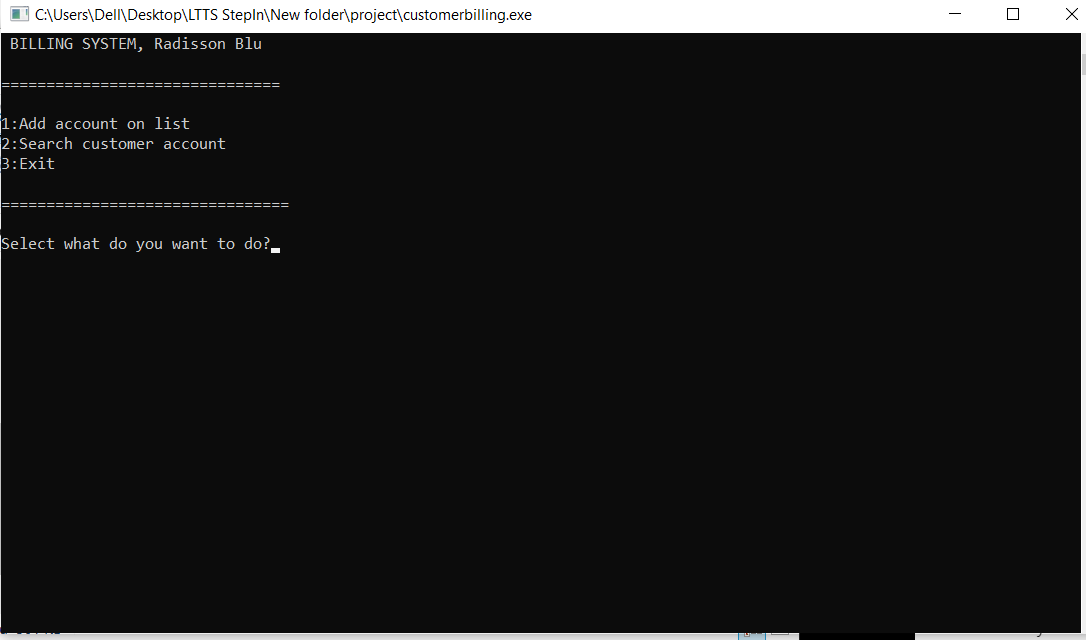 C:\Users\Dell\Desktop\LTTS StepIn\New folder\project\customerbilling.exe
BILLING SYSTEM, Radisson Blu
===============================
1:Add account on list
2:Search customer account
3:Exit
================================
Select what do you want to do?